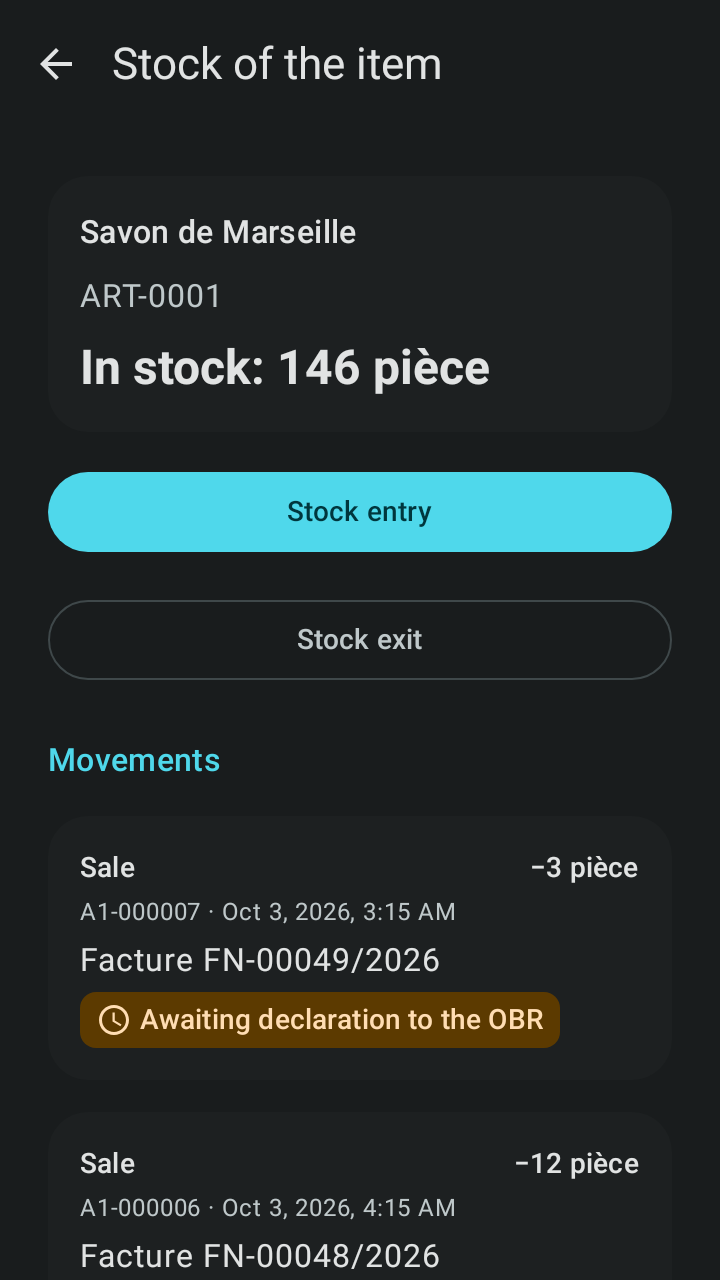 Stock of the item
Savon de Marseille
ART-0001
In stock: 146 pièce
Stock entry
Stock exit
Movements
Sale
−3 pièce
A1-000007 · Oct 3, 2026, 3:15 AM
Facture FN-00049/2026
Awaiting declaration to the OBR
Sale
−12 pièce
A1-000006 · Oct 3, 2026, 4:15 AM
Facture FN-00048/2026